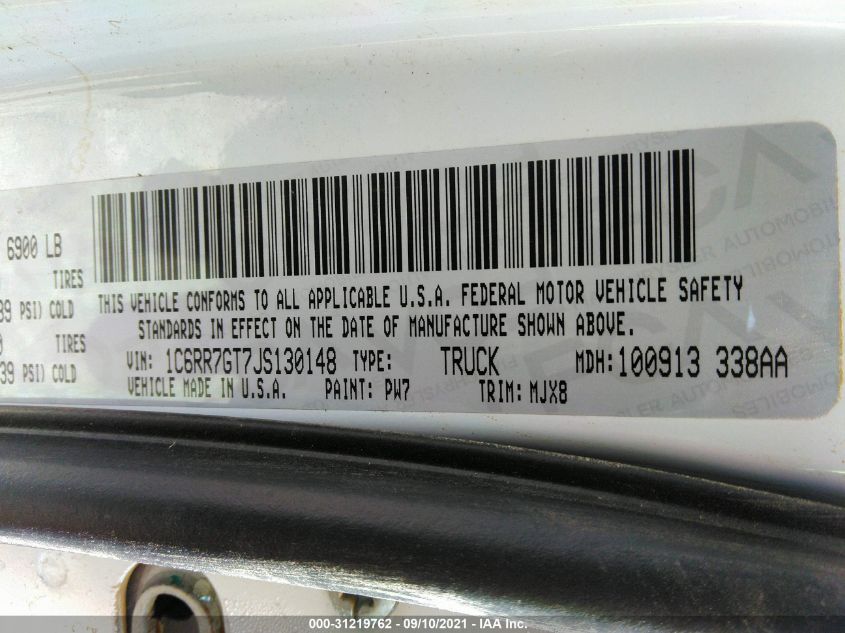 6900 LB
TIRES
39 PSI) COLD
TIRES
39 PSI) COLD
THIS VEHICLE CONFORMS TO ALL APPLICABLE U.S.A. FEDERAL MOTOR VEHICLE SAFETY
STANDARDS IN EFFECT ON THE DATE OF MANUFACTURE SHOWN ABOVE.
VIN: 1C6RR7GT7JS130148 TYPE: TRUCK MDH: 100913 338AA
VEHICLE MADE IN U.S.A. PAINT: PW7 TRIM: MJX8
000-31219762 - 09/10/2021 - IAA Inc.